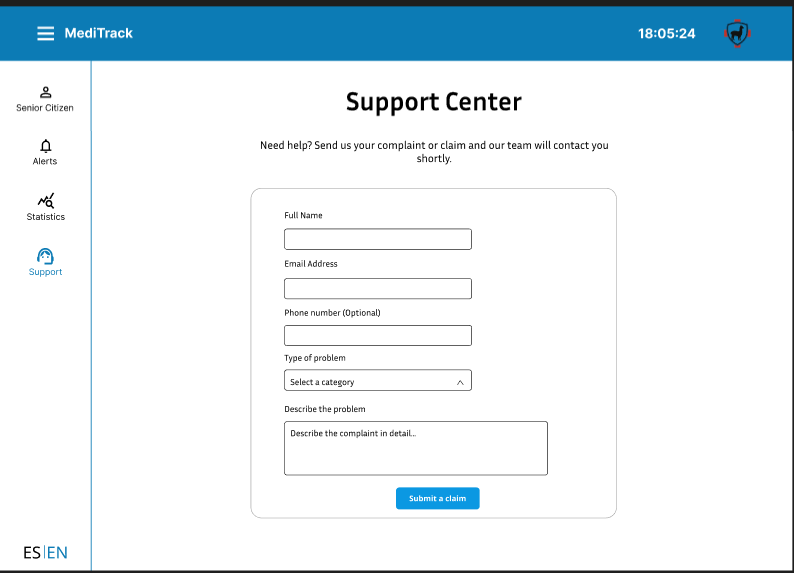 MediTrack
18:05:24
Senior Citizen
Alerts
Statistics
Support
ES|EN
Support Center
Need help? Send us your complaint or claim and our team will contact you
shortly.
Full Name
Email Address
Phone number (Optional)
Type of problem
Select a category
Describe the problem
Describe the complaint in detail...
Submit a claim